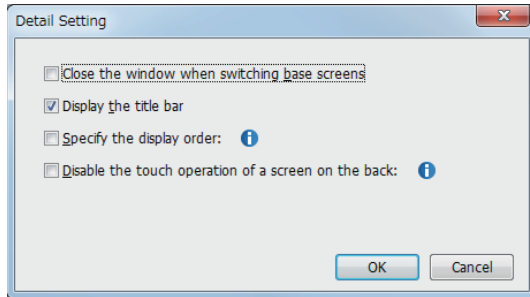 Detail Setting
Close the window when switching base screens
Display the title bar
Specify the display order:
Disable the touch operation of a screen on the back:
OK
Cancel